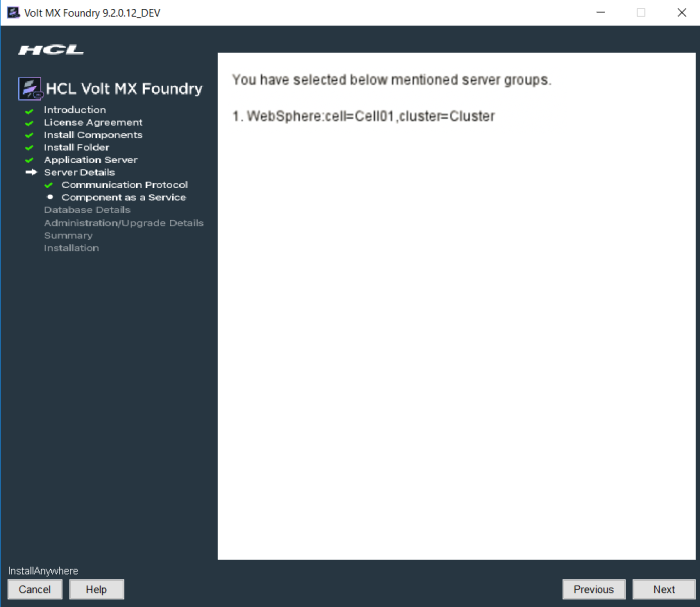 Volt MX Foundry 9.2.0.12_DEV
HCL
HCL Volt MX Foundry
Introduction
License Agreement
Install Components
Install Folder
Application Server
Server Details
Communication Protocol
Component as a Service
Database Details
Administration/Upgrade Details
Summary
Installation
You have selected below mentioned server groups.
1. WebSphere:cell=Cell01,cluster=Cluster
InstallAnywhere
Cancel Help Previous Next